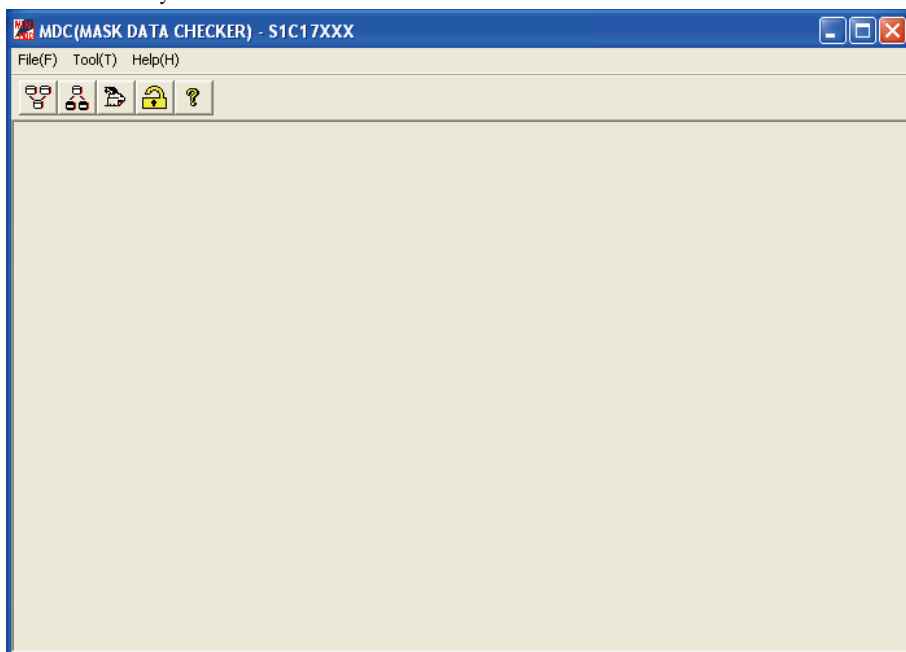 MDC(MASK DATA CHECKER) - S1C17XXX
File(F) Tool(T) Help(H)